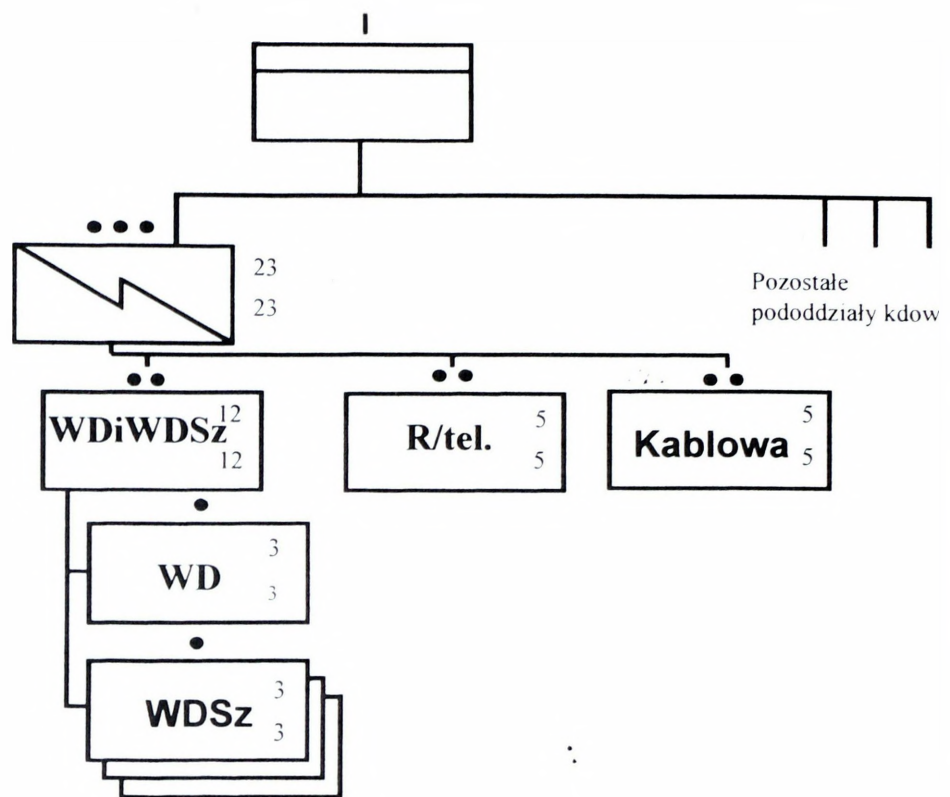 23
23
Pozostałe
pododdziały kdow
WDiWDSz 12
12
R/tel. 5
5
Kablowa 5
5
WD 3
3
WDSz 3
3